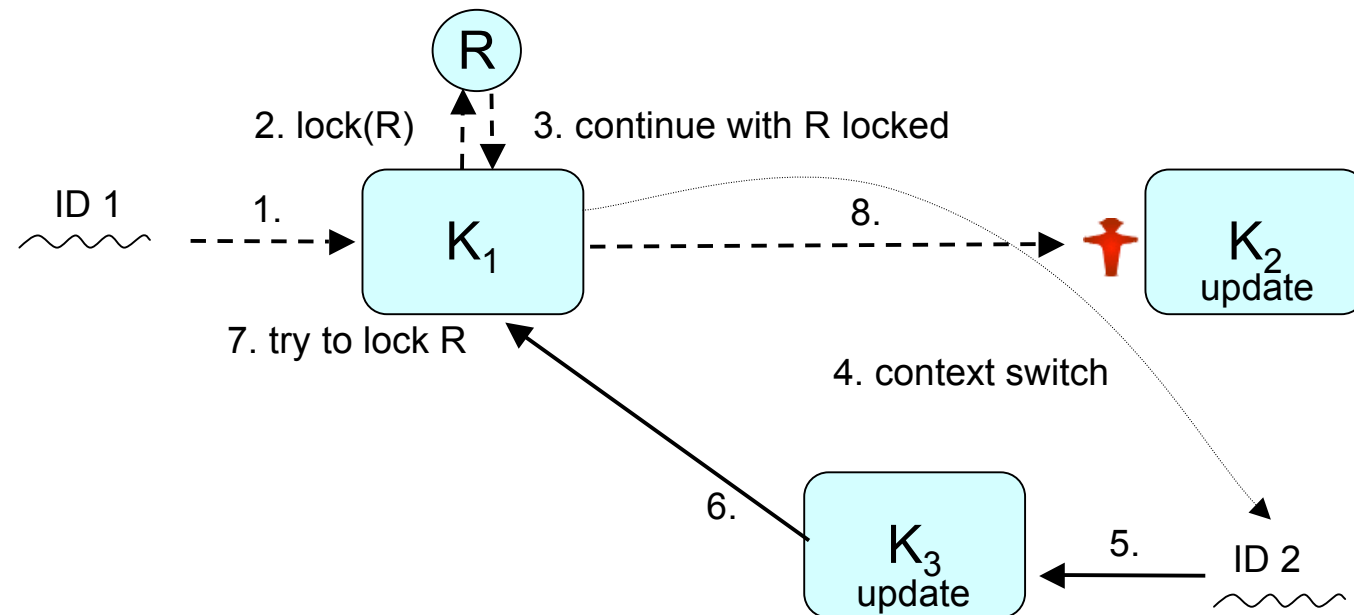 R
2. lock(R)
3. continue with R locked
ID 1
1.
K₁
8.
K₂
update
7. try to lock R
4. context switch
6.
K₃
update
5.
ID 2